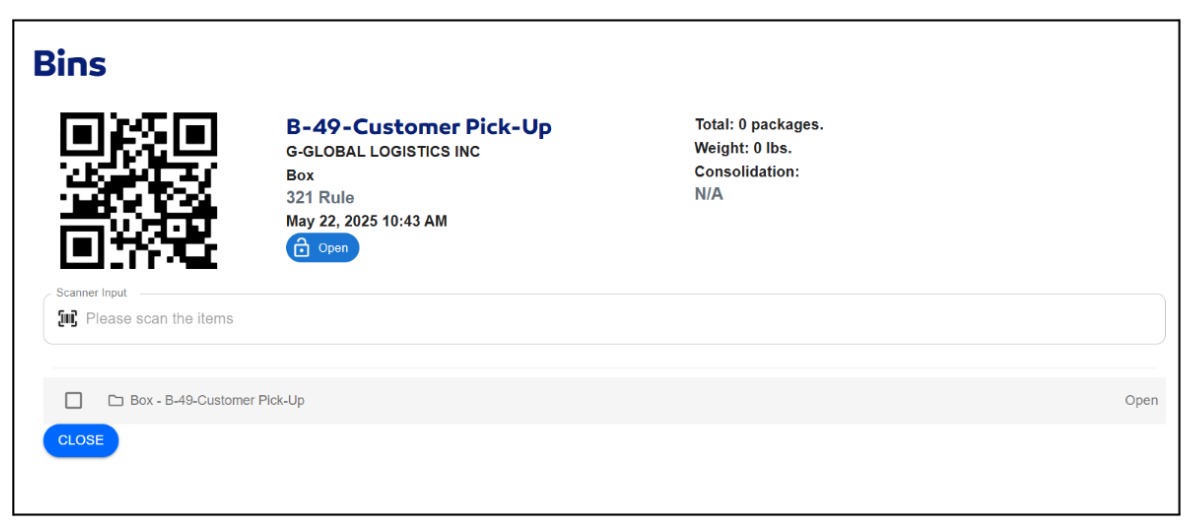 Bins
B-49-Customer Pick-Up
G-GLOBAL LOGISTICS INC
Box
321 Rule
May 22, 2025 10:43 AM
Open
Total: 0 packages.
Weight: 0 lbs.
Consolidation:
N/A
Scanner Input
Please scan the items
Box - B-49-Customer Pick-Up Open
CLOSE